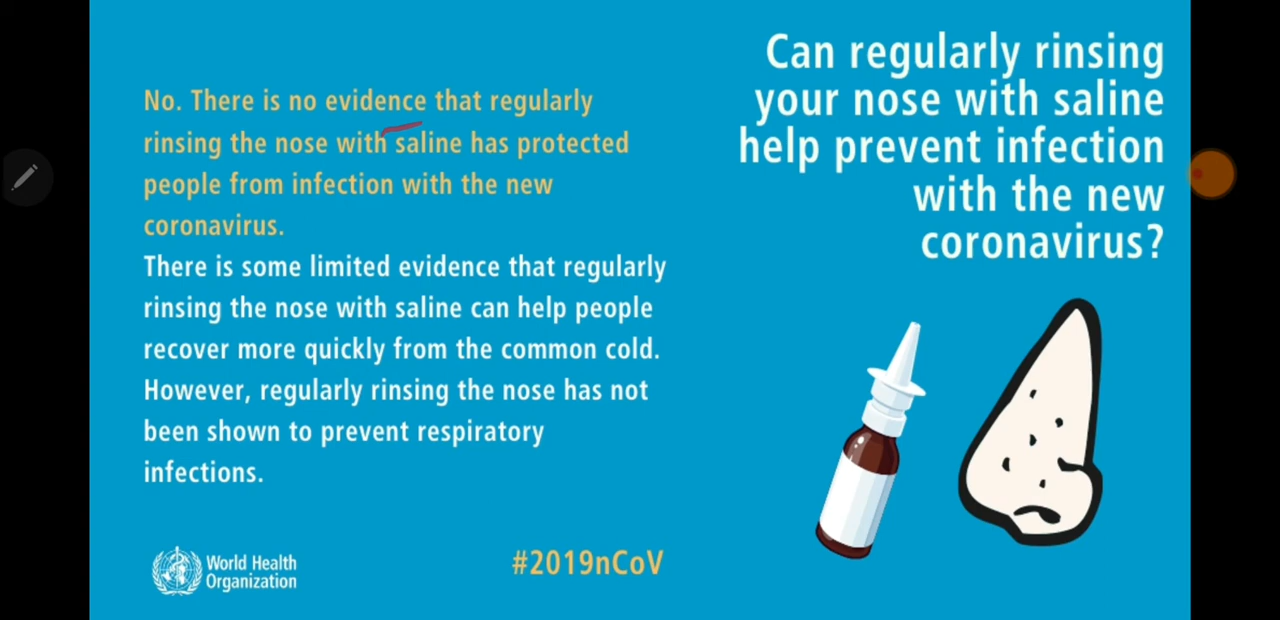 Can regularly rinsing
your nose with saline
help prevent infection
with the new
coronavirus?
No. There is no evidence that regularly
rinsing the nose with saline has protected
people from infection with the new
coronavirus.
There is some limited evidence that regularly
rinsing the nose with saline can help people
recover more quickly from the common cold.
However, regularly rinsing the nose has not
been shown to prevent respiratory
infections.
World Health
Organization
#2019nCoV